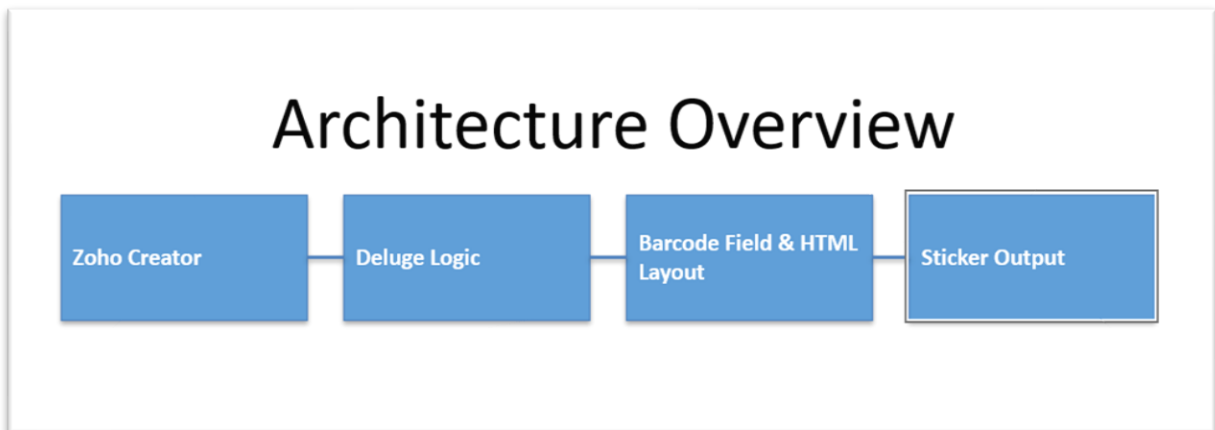 Architecture Overview
Zoho Creator
Deluge Logic
Barcode Field & HTML
Layout
Sticker Output